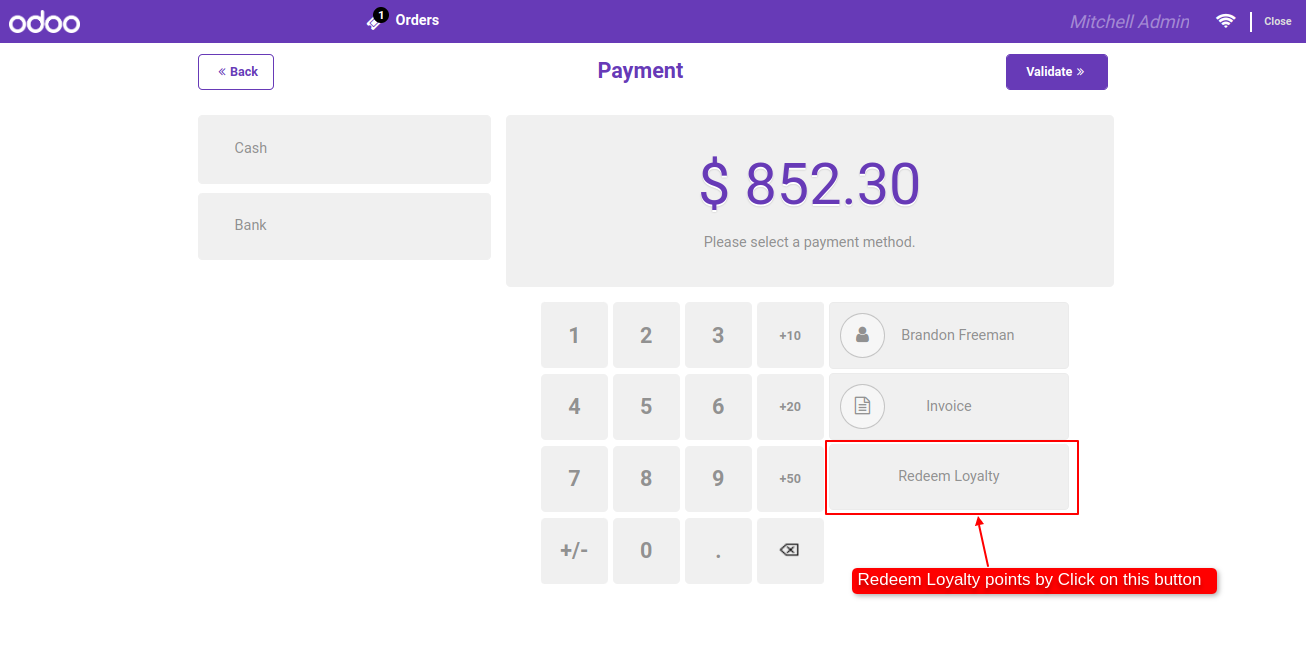 odoo
1
Orders
Mitchell Admin
Close
« Back
Payment
Validate »
Cash
Bank
$ 852.30
Please select a payment method.
1 2 3 +10
Brandon Freeman
4 5 6 +20
Invoice
7 8 9 +50
Redeem Loyalty
+/- 0 .
Redeem Loyalty points by Click on this button